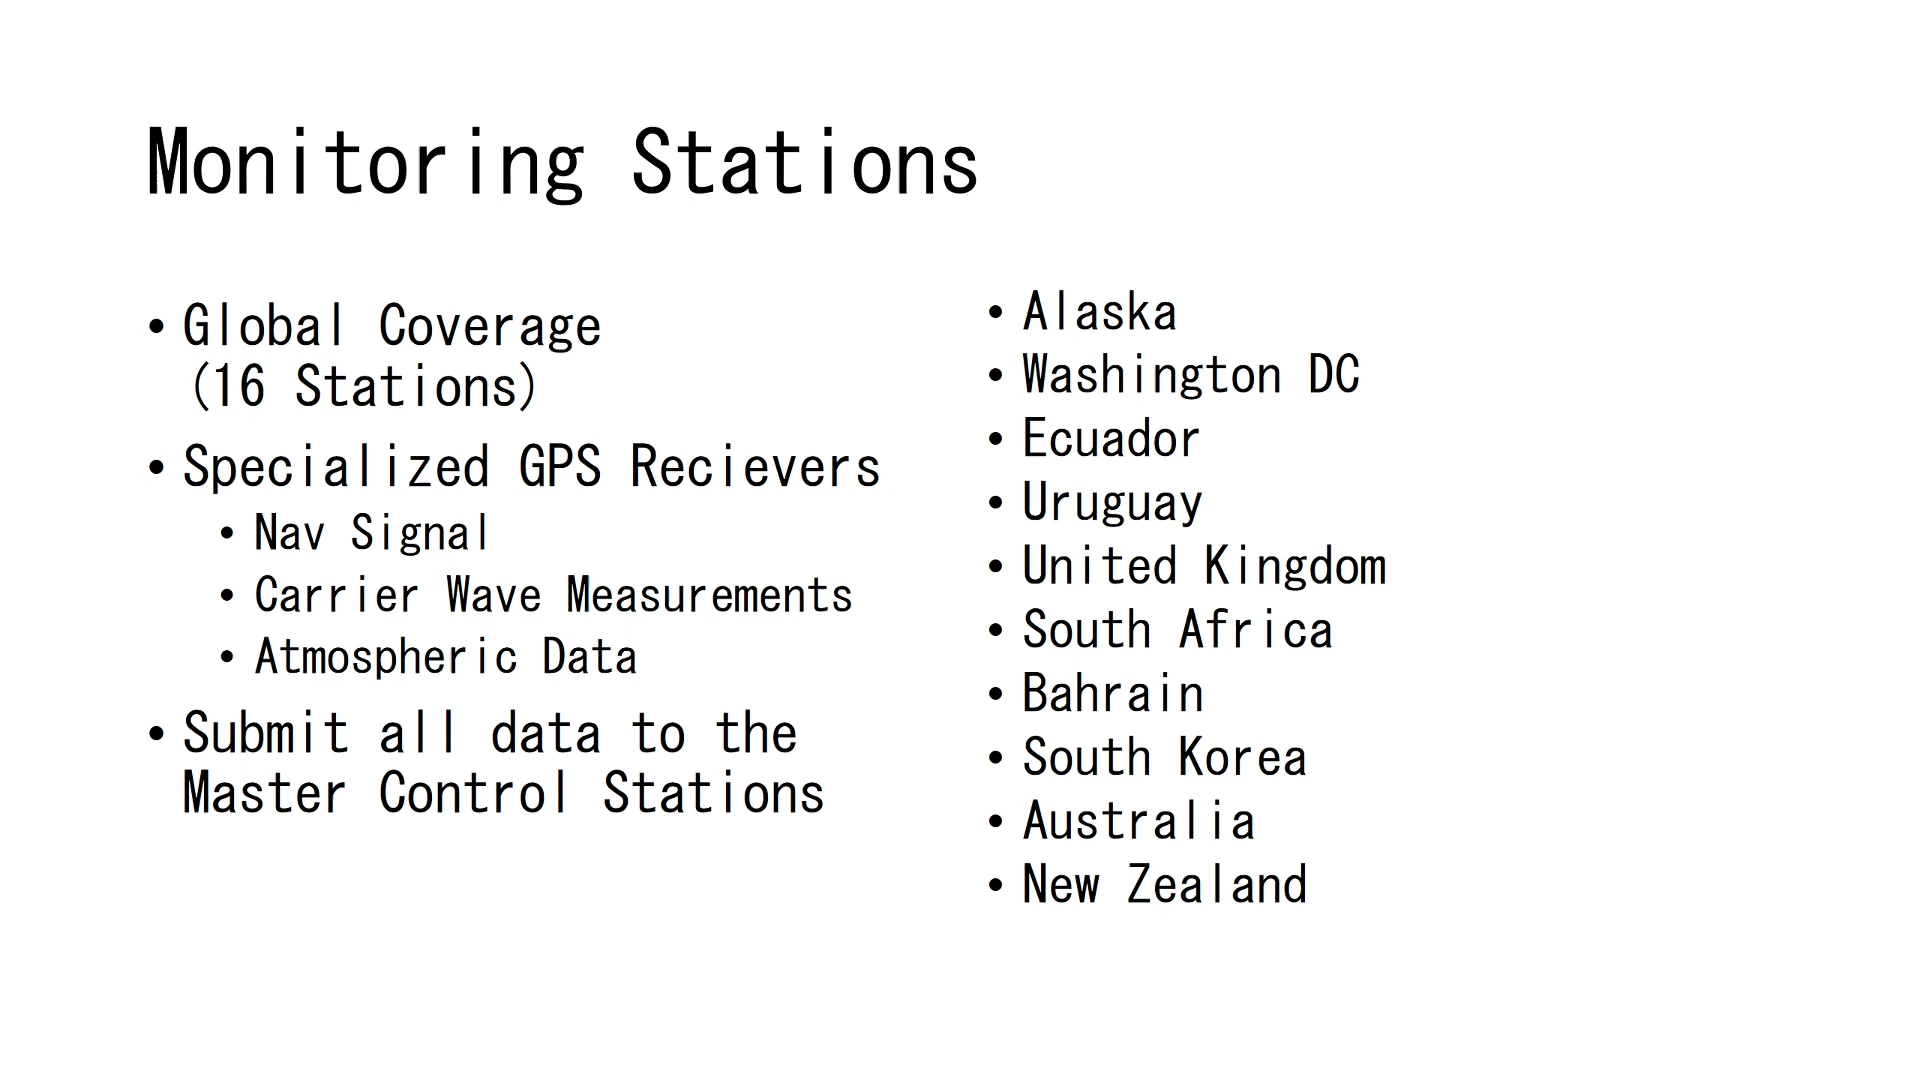 Monitoring Stations
• Global Coverage
(16 Stations)
• Specialized GPS Recievers
• Nav Signal
• Carrier Wave Measurements
• Atmospheric Data
• Submit all data to the
Master Control Stations
• Alaska
• Washington DC
• Ecuador
• Uruguay
• United Kingdom
• South Africa
• Bahrain
• South Korea
• Australia
• New Zealand